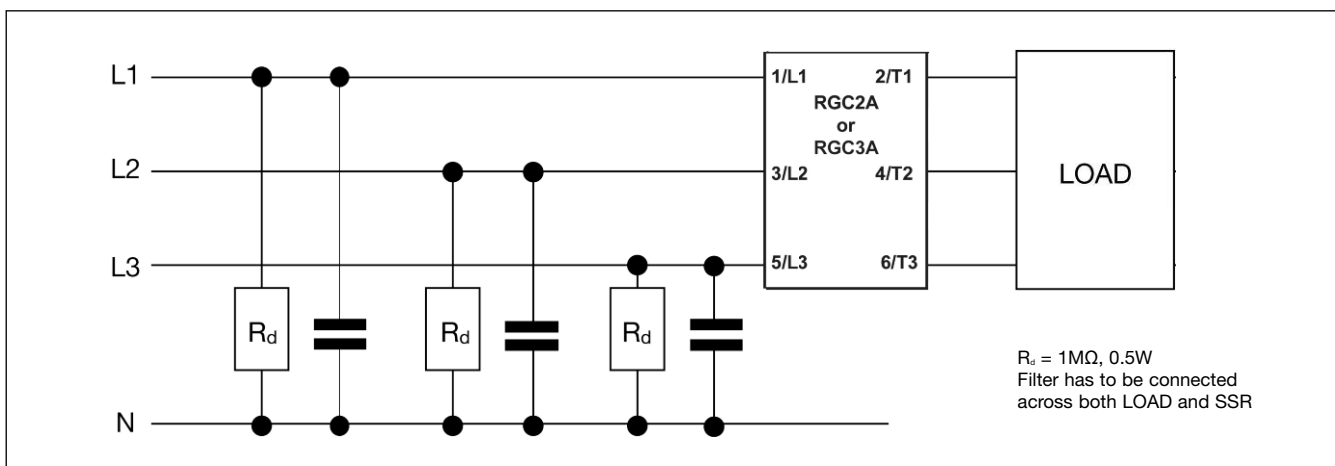 L1
1/L1 2/T1
RGC2A
or
RGC3A
L2
3/L2 4/T2
LOAD
L3
5/L3 6/T3
Rd Rd Rd
N
Rd = 1MΩ, 0.5W
Filter has to be connected
across both LOAD and SSR